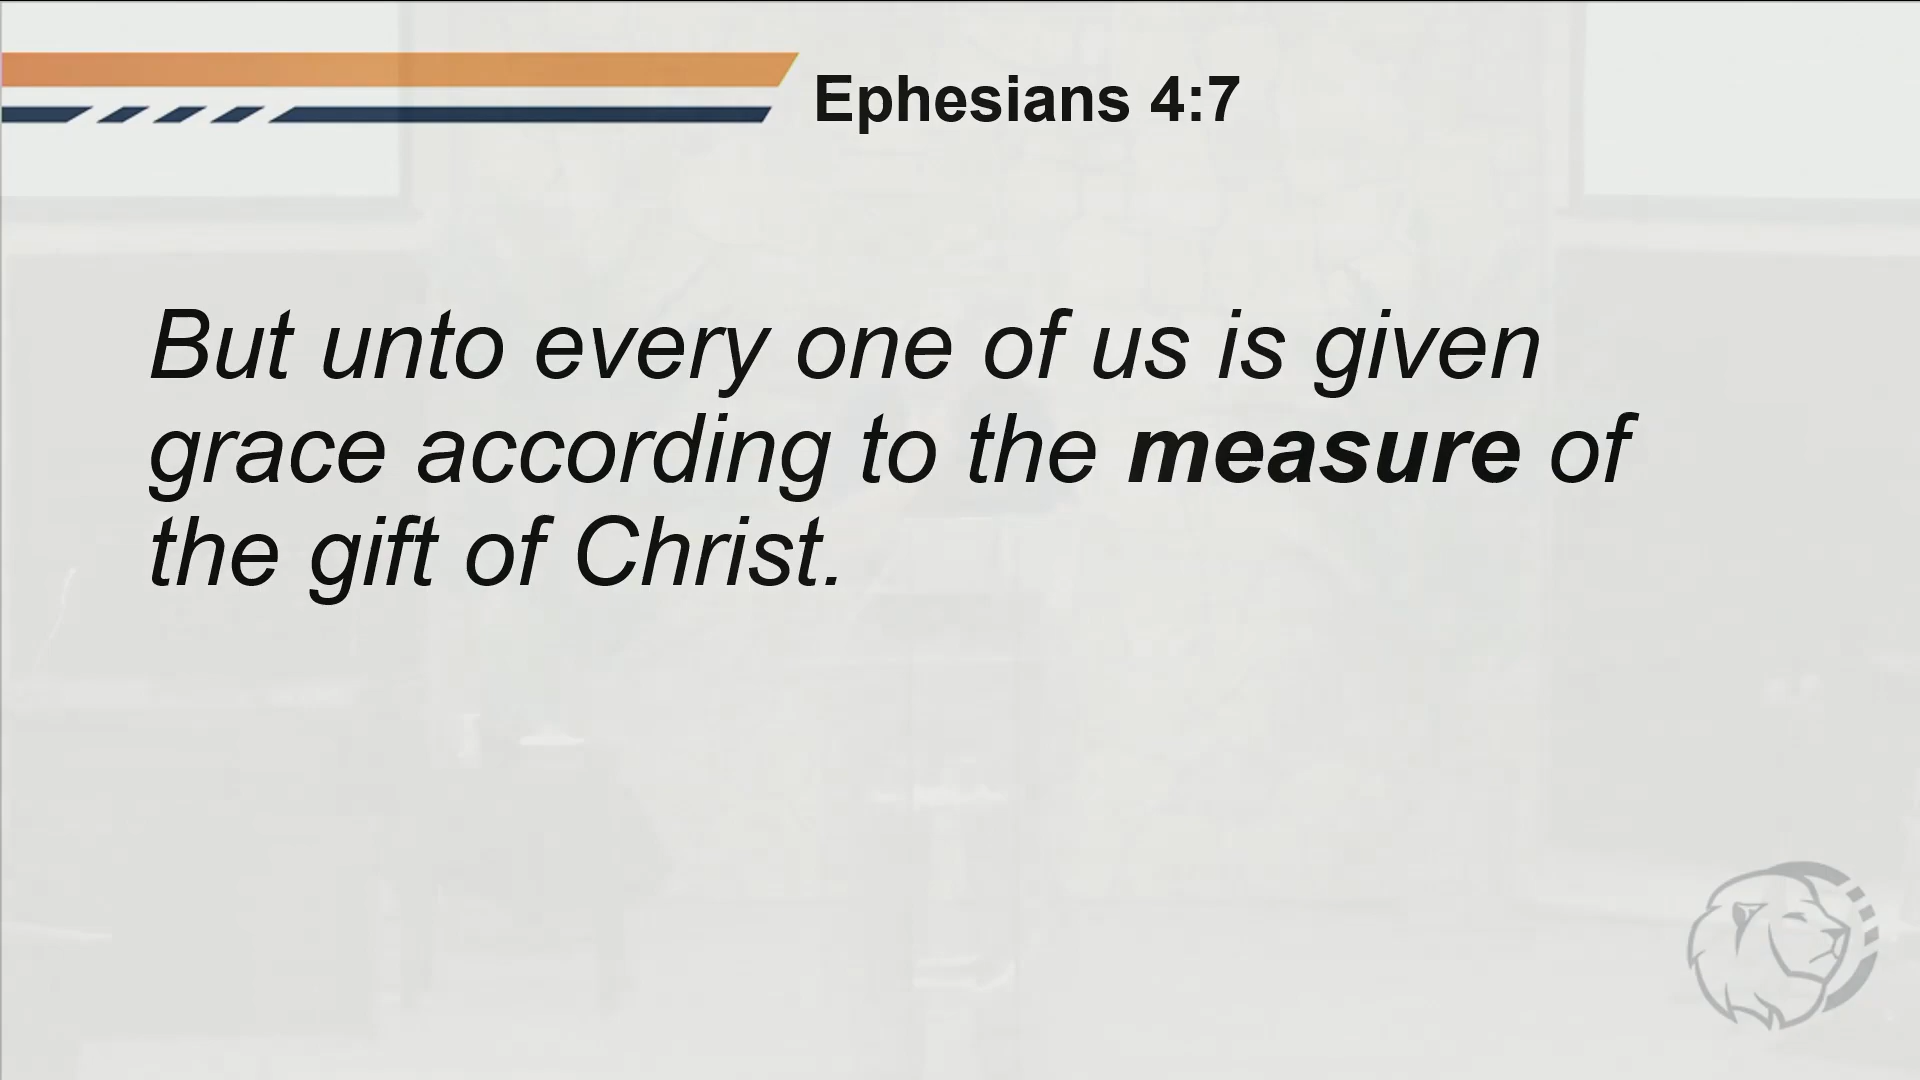 Ephesians 4:7
But unto every one of us is given
grace according to the measure of
the gift of Christ.